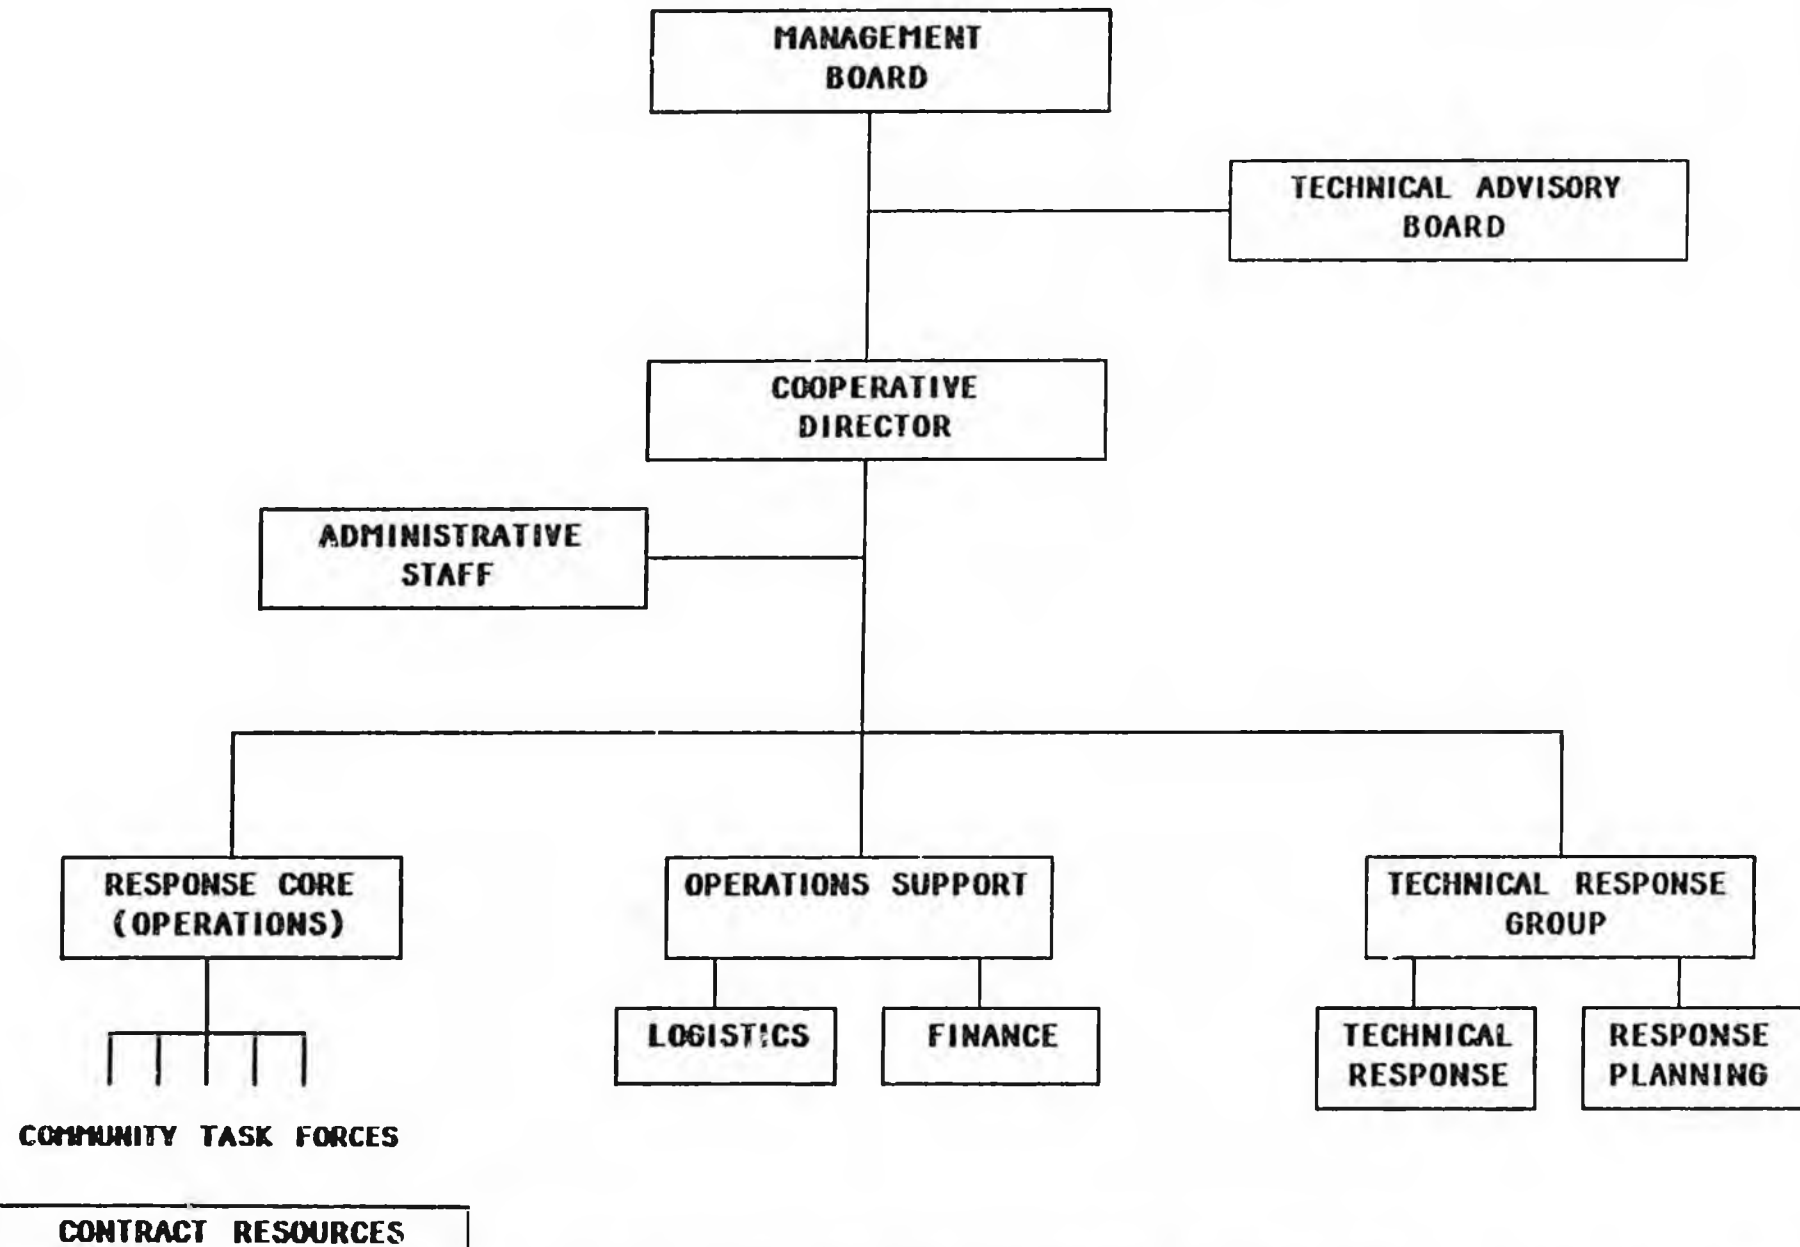 MANAGEMENT
BOARD
TECHNICAL ADVISORY
BOARD
COOPERATIVE
DIRECTOR
ADMINISTRATIVE
STAFF
RESPONSE CORE
(OPERATIONS)
OPERATIONS SUPPORT
TECHNICAL RESPONSE
GROUP
LOGISTICS
FINANCE
TECHNICAL
RESPONSE
RESPONSE
PLANNING
COMMUNITY TASK FORCES
CONTRACT RESOURCES